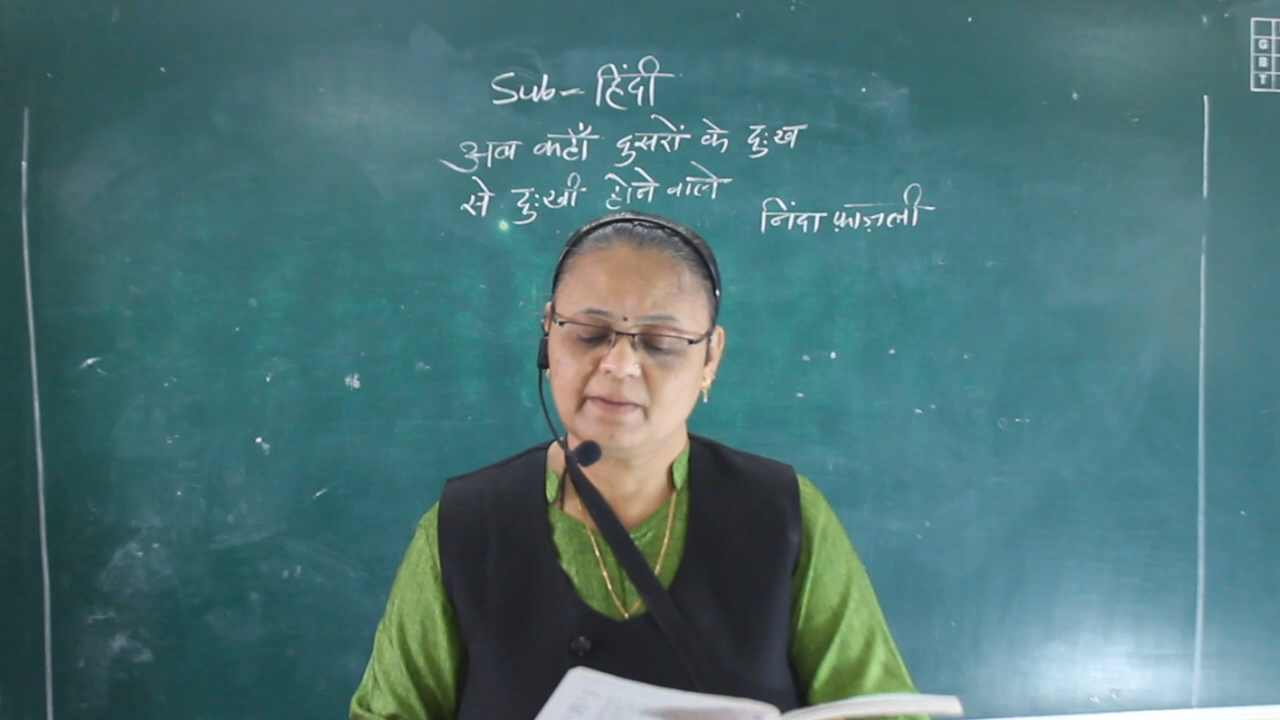 Sub- हिंदी
अब कहाँ दुसरों के दुःख
से दुःखी होने वाले
निंदा फ़ाज़ली
G
B
T